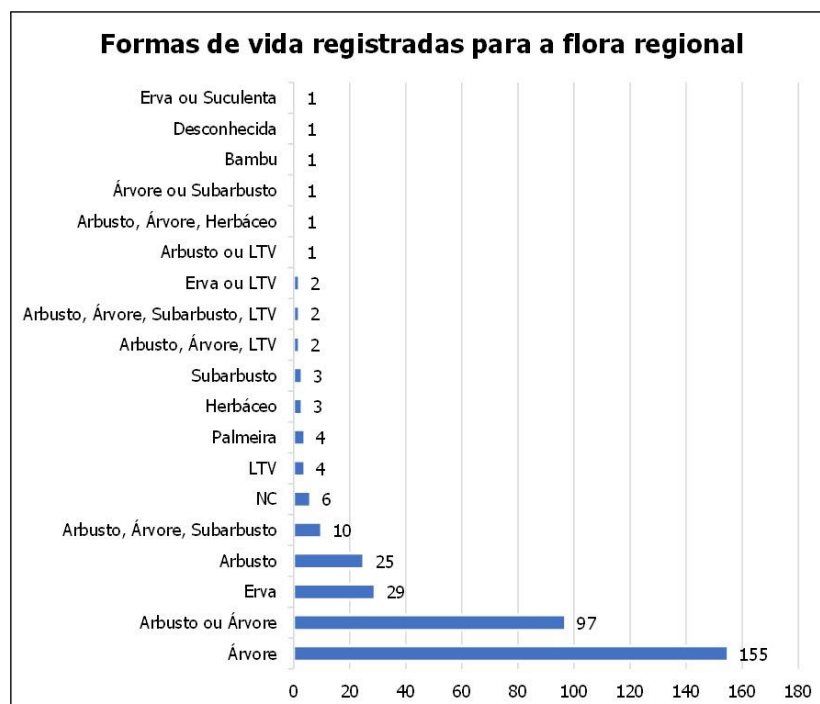 Formas de vida registradas para a flora regional
Erva ou Suculenta 1
Desconhecida 1
Bambu 1
Árvore ou Subarbusto 1
Arbusto, Árvore, Herbáceo 1
Arbusto ou LTV 1
Erva ou LTV 2
Arbusto, Árvore, Subarbusto, LTV 2
Arbusto, Árvore, LTV 2
Subarbusto 3
Herbáceo 3
Palmeira 4
LTV 4
NC 6
Arbusto, Árvore, Subarbusto 10
Arbusto 25
Erva 29
Arbusto ou Árvore 97
Árvore 155
0 20 40 60 80 100 120 140 160 180